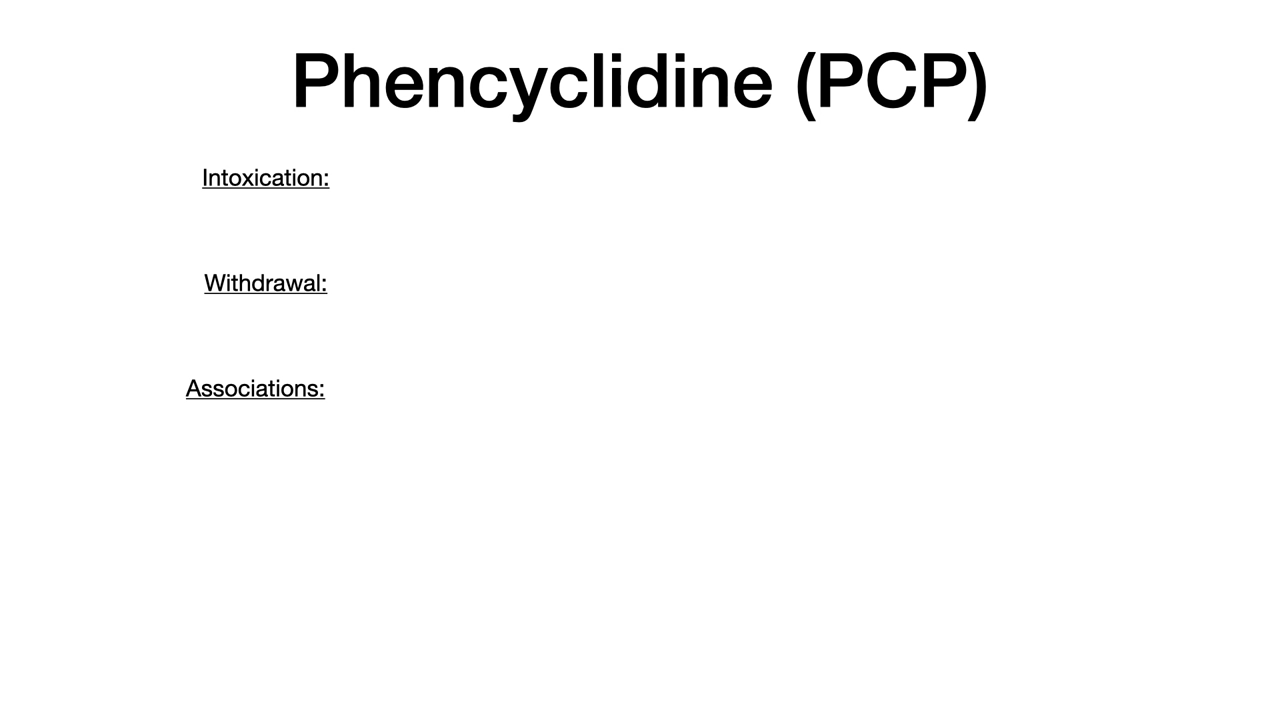 Phencyclidine (PCP)
Intoxication:
Withdrawal:
Associations: